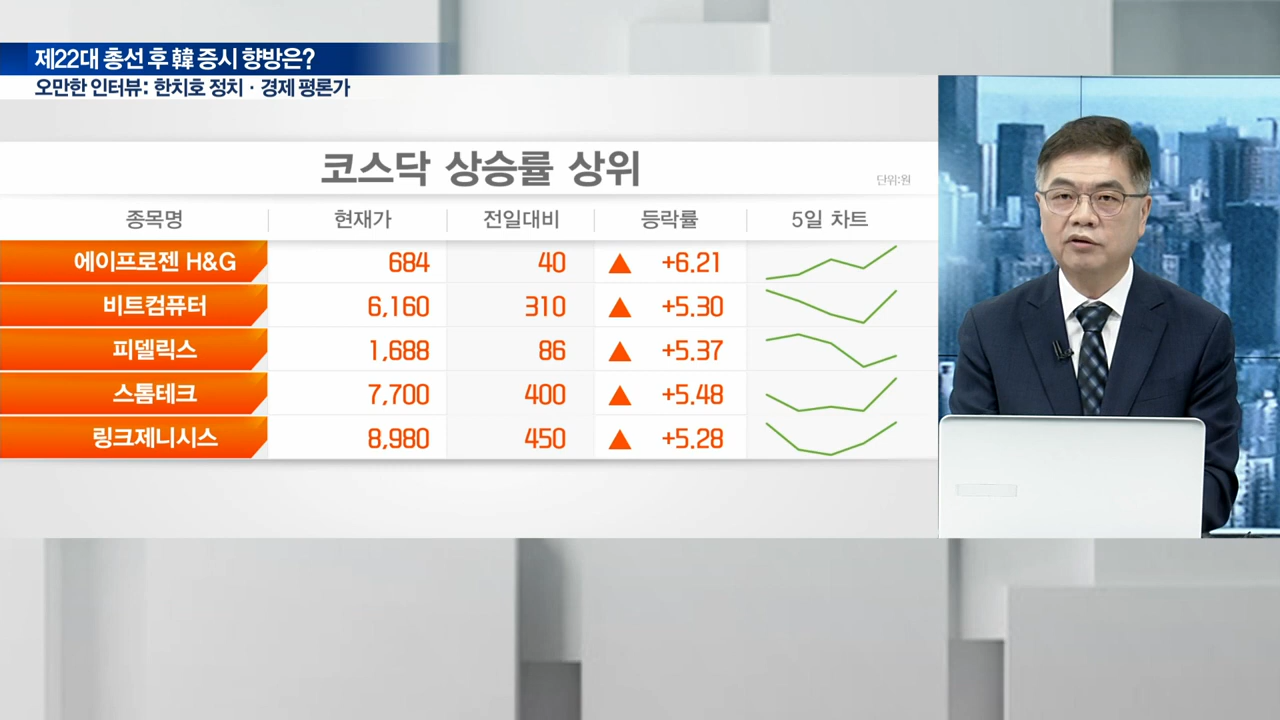 제22대 총선 후 韓 증시 향방은?
오만한 인터뷰: 한치호 정치·경제 평론가
코스닥 상승률 상위
단위:원
종목명 현재가 전일대비 등락률 5일 차트
에이프로젠 H&G 684 40 ▲ +6.21
비트컴퓨터 6,160 310 ▲ +5.30
피델릭스 1,688 86 ▲ +5.37
스톰테크 7,700 400 ▲ +5.48
링크제니시스 8,980 450 ▲ +5.28